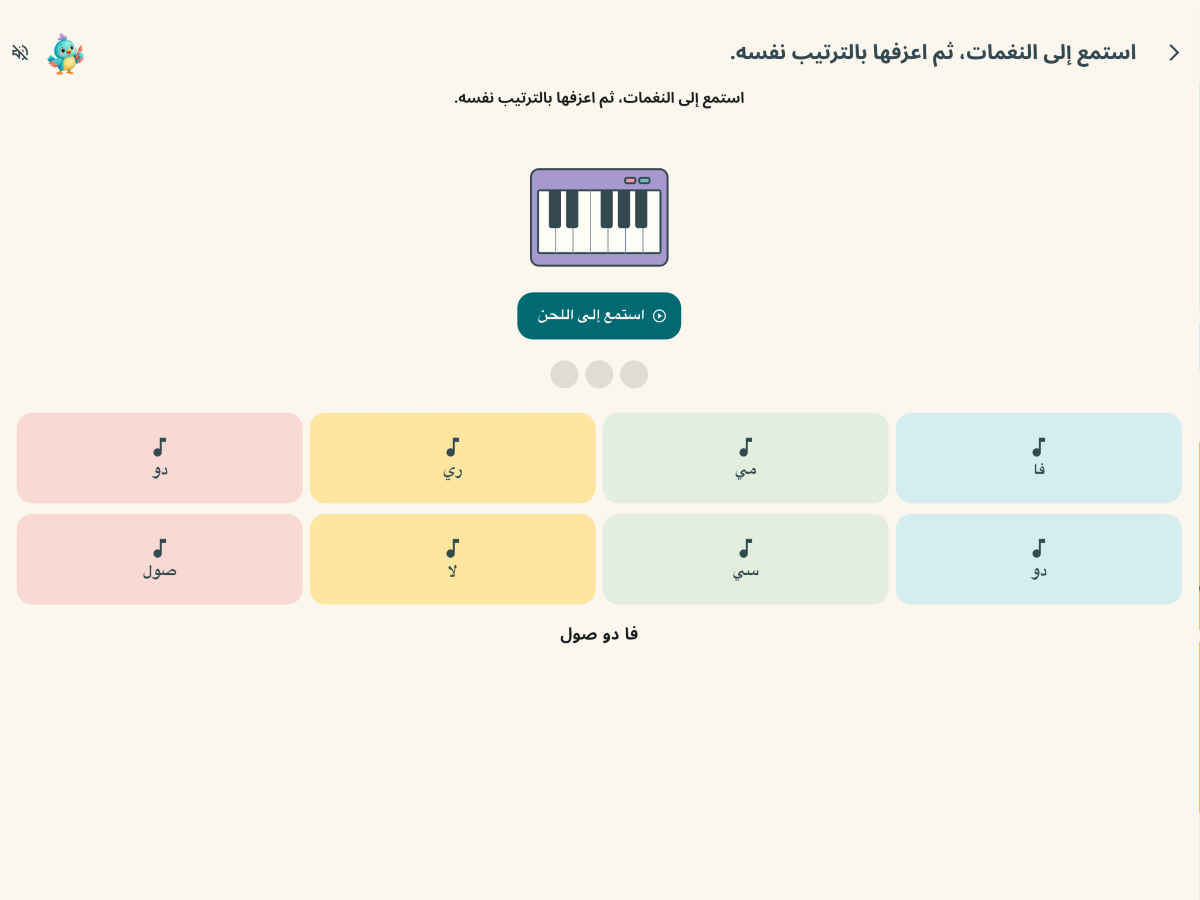 استمع إلى النغمات، ثم اعزفها بالترتيب نفسه.
استمع إلى النغمات، ثم اعزفها بالترتيب نفسه.
استمع إلى اللحن
فا
مي
ري
دو
دو
سي
لا
صول
فا دو صول